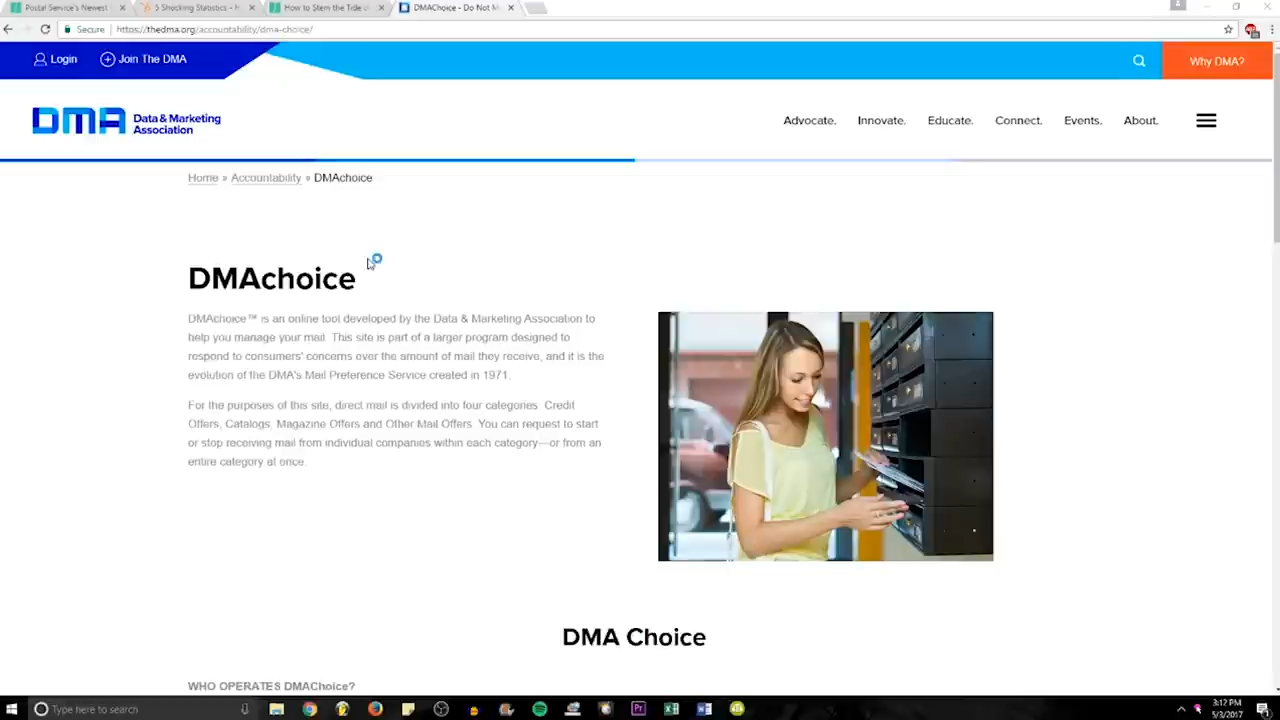 Postal Service's Newest
5 Shocking Statistics - H
How to Stem the Tide o
DMAChoice - Do Not M
Secure
https://thedma.org/accountability/dma-choice/
Login
Join The DMA
Why DMA?
DMA Data & Marketing
Association
Advocate. Innovate. Educate. Connect. Events. About.
Home » Accountability » DMAchoice
DMAchoice
DMAchoice™ is an online tool developed by the Data & Marketing Association to
help you manage your mail. This site is part of a larger program designed to
respond to consumers' concerns over the amount of mail they receive, and it is the
evolution of the DMA's Mail Preference Service created in 1971.
For the purposes of this site, direct mail is divided into four categories: Credit
Offers, Catalogs, Magazine Offers and Other Mail Offers. You can request to start
or stop receiving mail from individual companies within each category—or from an
entire category at once.
DMA Choice
WHO OPERATES DMAChoice?
Type here to search
3:12 PM
5/3/2017